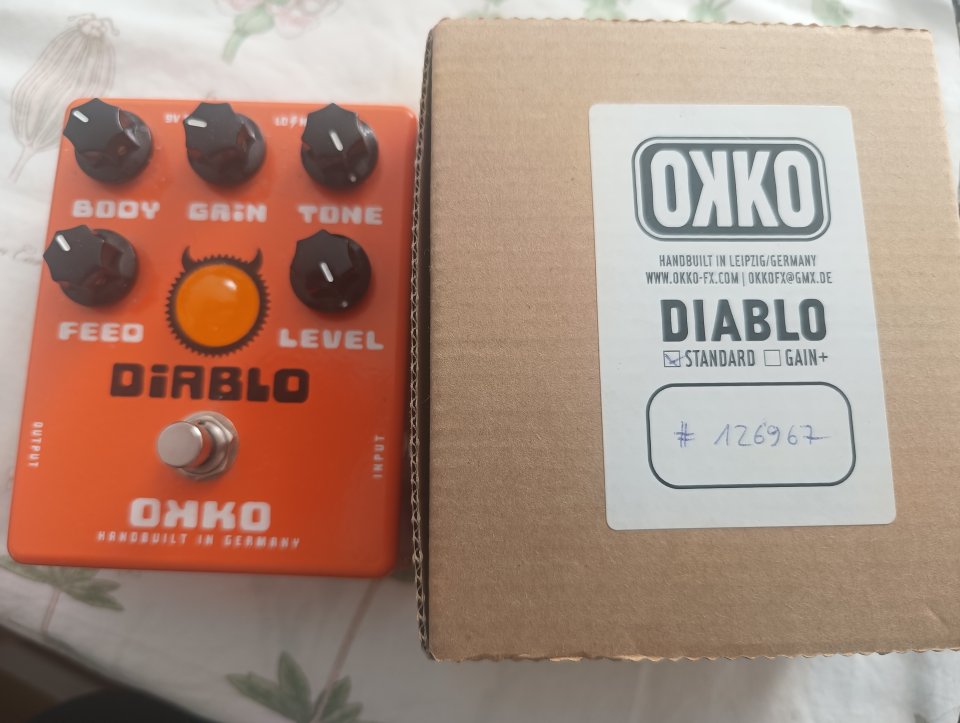 BODY GAiN TONE
FEED LEVEL
DiABLO
OUTPUT
INPUT
OKKO
HANDBUILT IN GERMANY
OKKO
HANDBUILT IN LEIPZIG/GERMANY
WWW.OKKO-FX.COM | OKKOFX@GMX.DE
DIABLO
STANDARD GAIN+
# 126967